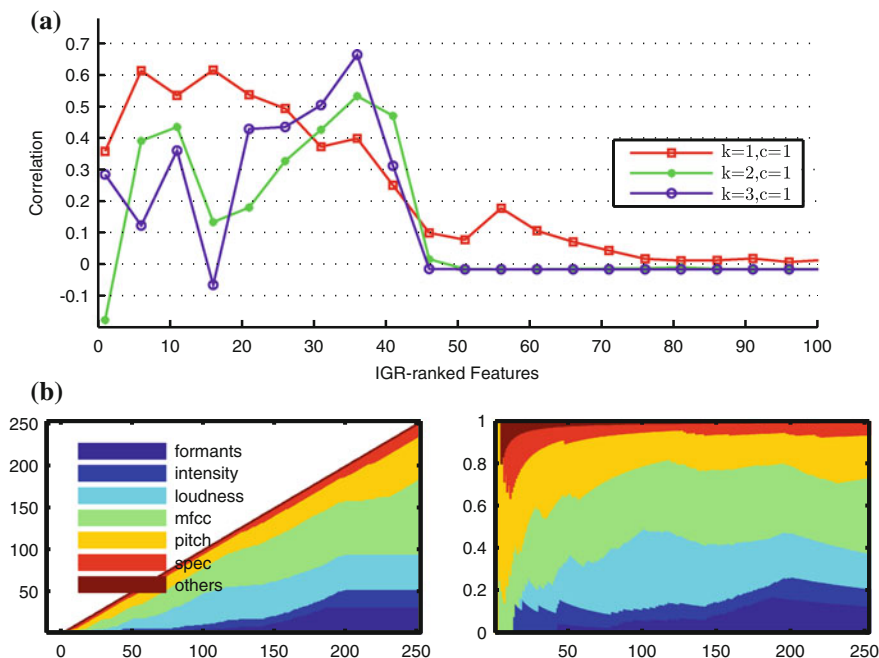 (a)
0.7
0.6
0.5
0.4
0.3
0.2
0.1
0
-0.1
Correlation
k=1,c=1
k=2,c=1
k=3,c=1
0 10 20 30 40 50 60 70 80 90 100
IGR-ranked Features
(b)
250
200
150
100
50
formants
intensity
loudness
mfcc
pitch
spec
others
0 50 100 150 200 250
1
0.8
0.6
0.4
0.2
0
50 100 150 200 250